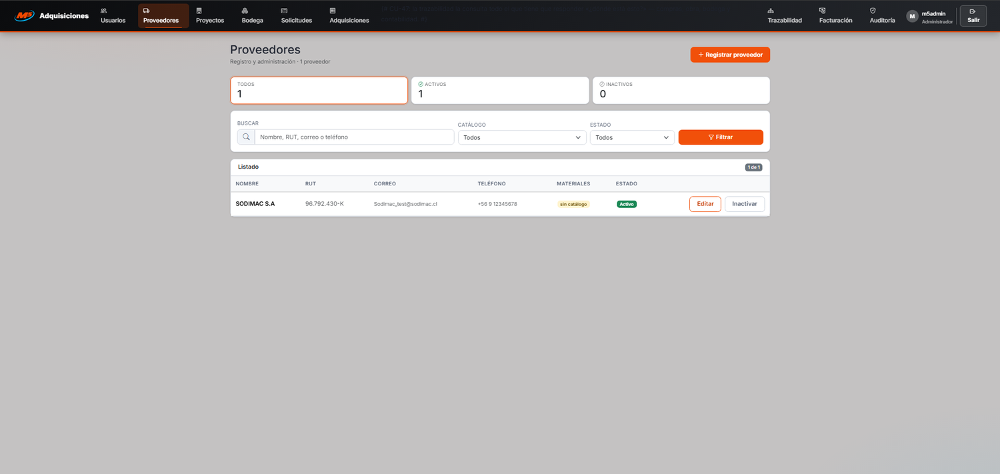 M5 Adquisiciones
Usuarios
Proveedores
Proyectos
Bodega
Solicitudes
Adquisiciones
Trazabilidad
Facturación
Auditoría
M
m5admin
Administrador
Salir
Proveedores
Registro y administración · 1 proveedor
+ Registrar proveedor
TODOS
1
ACTIVOS
1
INACTIVOS
0
BUSCAR
Nombre, RUT, correo o teléfono
CATÁLOGO
Todos
ESTADO
Todos
Filtrar
Listado
1 de 1
NOMBRE RUT CORREO TELÉFONO MATERIALES ESTADO
SODIMAC S.A 96.792.430-K Sodimac_test@sodimac.cl +56 9 12345678 sin catálogo Activo Editar Inactivar